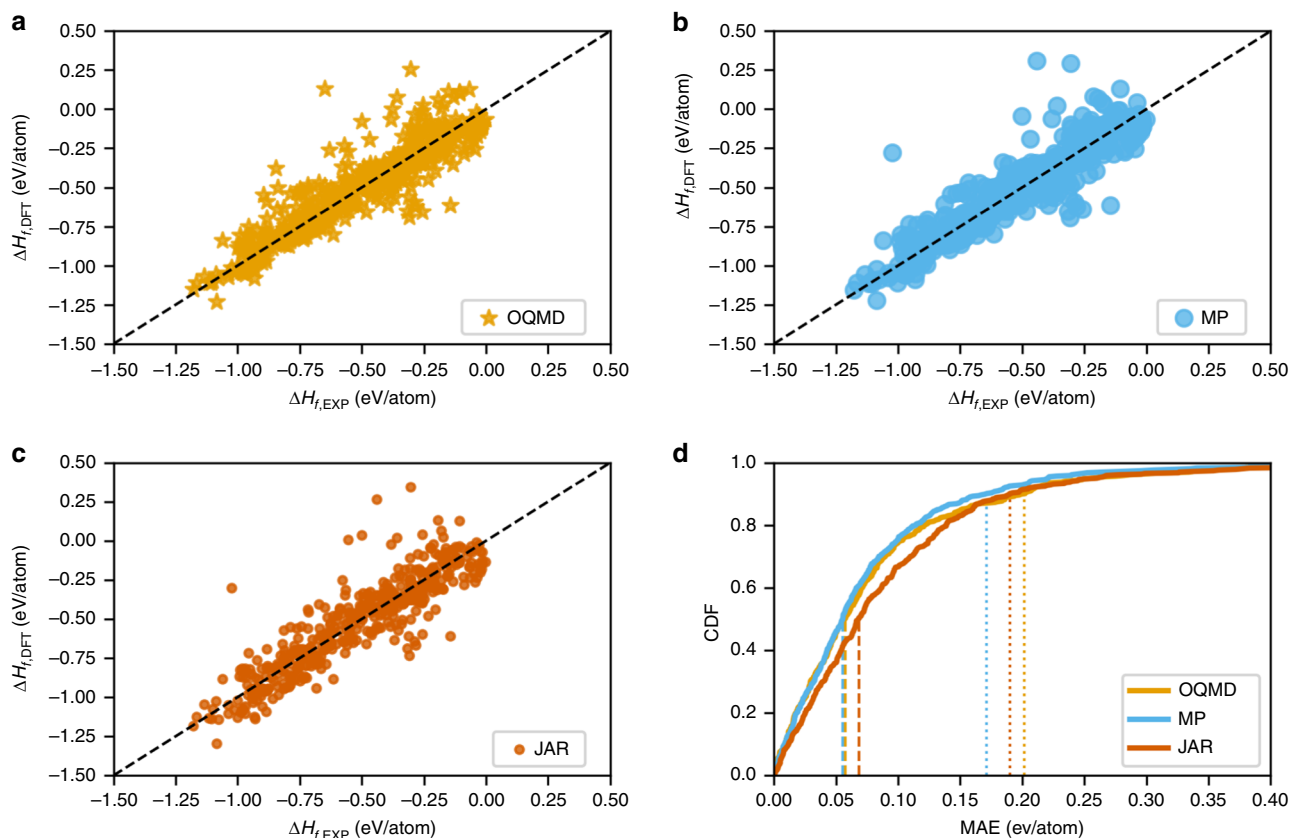 a
0.50
0.25
0.00
−0.25
−0.50
−0.75
−1.00
−1.25
−1.50
ΔHf,DFT (eV/atom)
OQMD
−1.50 −1.25 −1.00 −0.75 −0.50 −0.25 0.00 0.25 0.50
ΔHf,EXP (eV/atom)
b
0.50
0.25
0.00
−0.25
−0.50
−0.75
−1.00
−1.25
−1.50
ΔHf,DFT (eV/atom)
MP
−1.50 −1.25 −1.00 −0.75 −0.50 −0.25 0.00 0.25 0.50
ΔHf,EXP (eV/atom)
c
0.50
0.25
0.00
−0.25
−0.50
−0.75
−1.00
−1.25
−1.50
ΔHf,DFT (eV/atom)
JAR
−1.50 −1.25 −1.00 −0.75 −0.50 −0.25 0.00 0.25 0.50
ΔHf,EXP (eV/atom)
d
1.0
0.8
0.6
0.4
0.2
0.0
CDF
OQMD
MP
JAR
0.00 0.05 0.10 0.15 0.20 0.25 0.30 0.35 0.40
MAE (ev/atom)